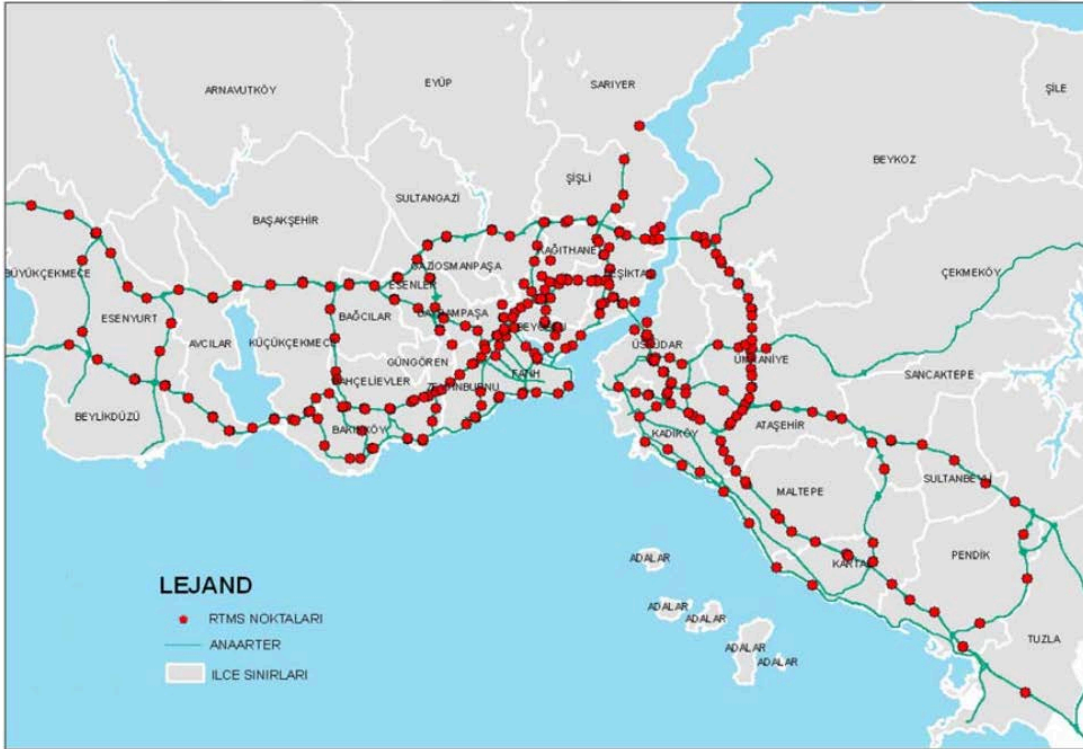 ŞİLE
EYÜP
SARIYER
ARNAVUTKÖY
BEYKOZ
ŞİŞLİ
SULTANGAZİ
BAŞAKŞEHİR
KAĞITHANE
GAZİOSMANPAŞA
BÜYÜKÇEKMECE
BEŞİKTAŞ
ÇEKMEKÖY
ESENLER
ESENYURT
BAĞCILAR
BAYRAMPAŞA
BEYOĞLU
AVCILAR
KÜÇÜKÇEKMECE
ÜSKÜDAR
GÜNGÖREN
ÜMRANİYE
FATİH
SANCAKTEPE
BAHÇELİEVLER
ZEYTİNBURNU
BEYLİKDÜZÜ
BAKIRKÖY
KADIKÖY
ATAŞEHİR
SULTANBEYLİ
MALTEPE
PENDİK
ADALAR
KARTAL
LEJAND
ADALAR
ADALAR
RTMS NOKTALARI
TUZLA
ANAARTER
ADALAR
ADALAR
ILCE SINIRLARI